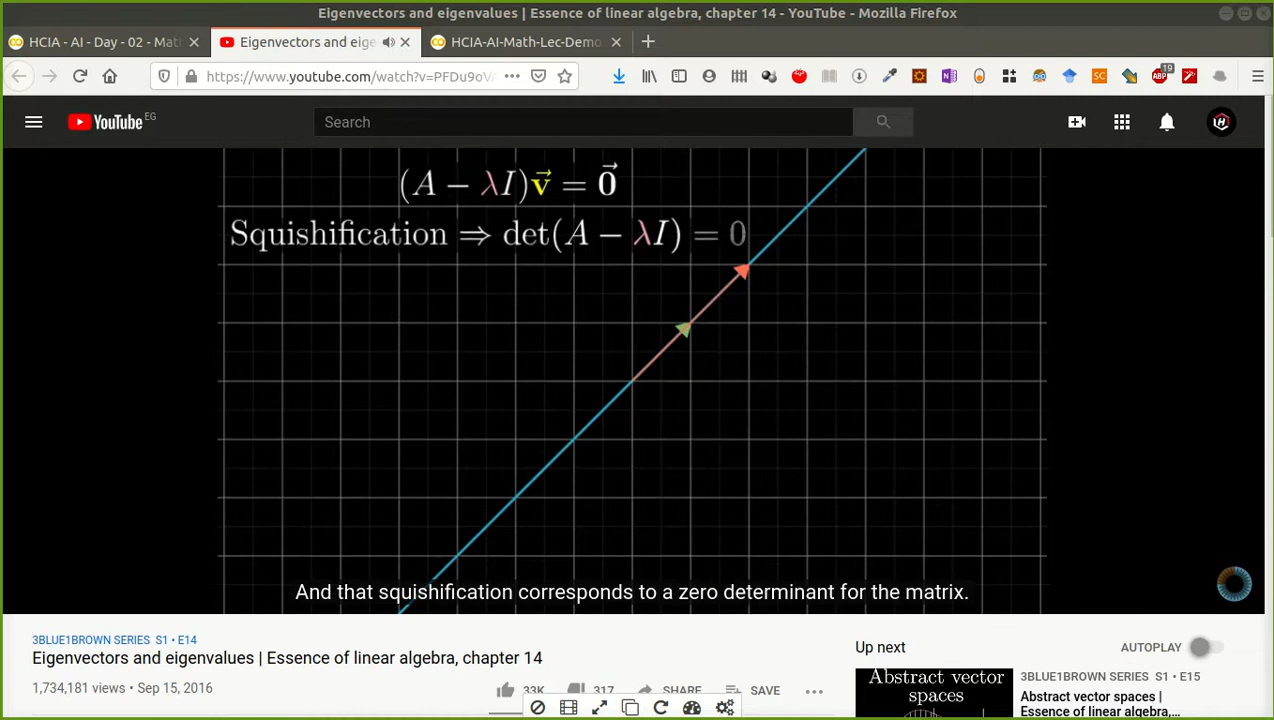 Eigenvectors and eigenvalues | Essence of linear algebra, chapter 14 - YouTube - Mozilla Firefox
HCIA - AI - Day - 02 - Mat
Eigenvectors and eige
HCIA-AI-Math-Lec-Demo.
https://www.youtube.com/watch?v=PFDu9oVA
SC
ABP
19
YouTube EG
Search
(A − λI)v⃗ = 0⃗
Squishification ⇒ det(A − λI) = 0
And that squishification corresponds to a zero determinant for the matrix.
3BLUE1BROWN SERIES S1 • E14
Eigenvectors and eigenvalues | Essence of linear algebra, chapter 14
1,734,181 views • Sep 15, 2016
33K
317
SHARE
SAVE
Up next
AUTOPLAY
Abstract vector
spaces
3BLUE1BROWN SERIES S1 • E15
Abstract vector spaces |
Essence of linear algebra,...